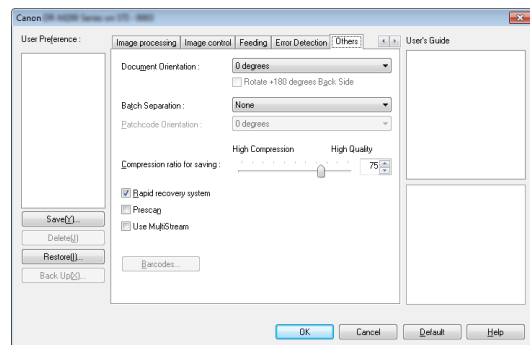 Canon
User Preference :
Image processing Image control Feeding Error Detection Others
User's Guide
Document Orientation :
0 degrees
Rotate +180 degrees Back Side
Batch Separation :
None
Patchcode Orientation :
0 degrees
High Compression High Quality
Compression ratio for saving :
75
Rapid recovery system
Prescan
Use MultiStream
Barcodes...
Save(Y)...
Delete(J)
Restore(I)...
Back Up(X)...
OK Cancel Default Help